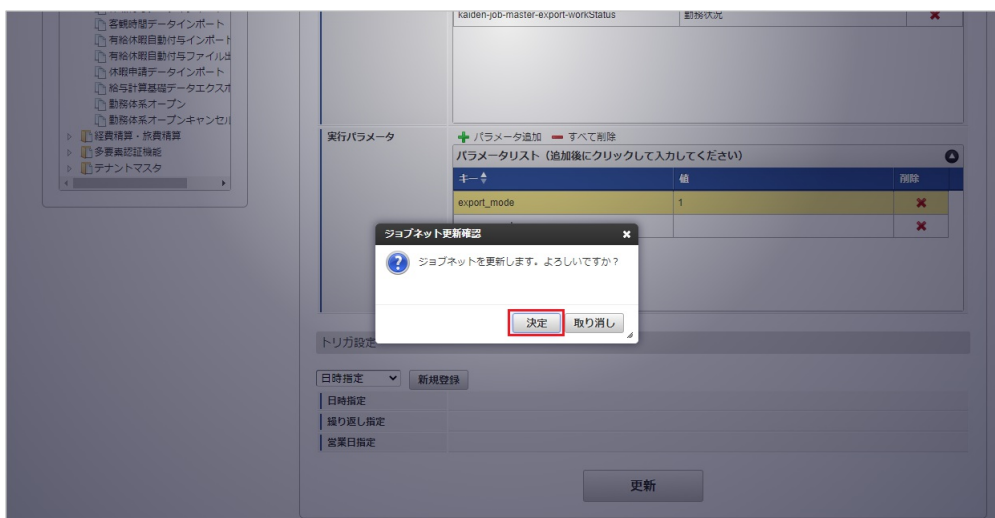 客観時間データインポート
有給休暇自動付与インポート
有給休暇自動付与ファイル出
休暇申請データインポート
給与計算基礎データエクスポ
勤務体系オープン
勤務体系オープンキャンセル
経費積算・旅費精算
多要素認証機能
テナントマスタ
kaiden-job-master-export-workStatus 勤務状況
実行パラメータ
パラメータ追加 すべて削除
パラメータリスト（追加後にクリックして入力してください）
キー 値 削除
export_mode 1
ジョブネット更新確認
ジョブネットを更新します。よろしいですか？
決定 取り消し
トリガ設定
日時指定 新規登録
日時指定
繰り返し指定
営業日指定
更新